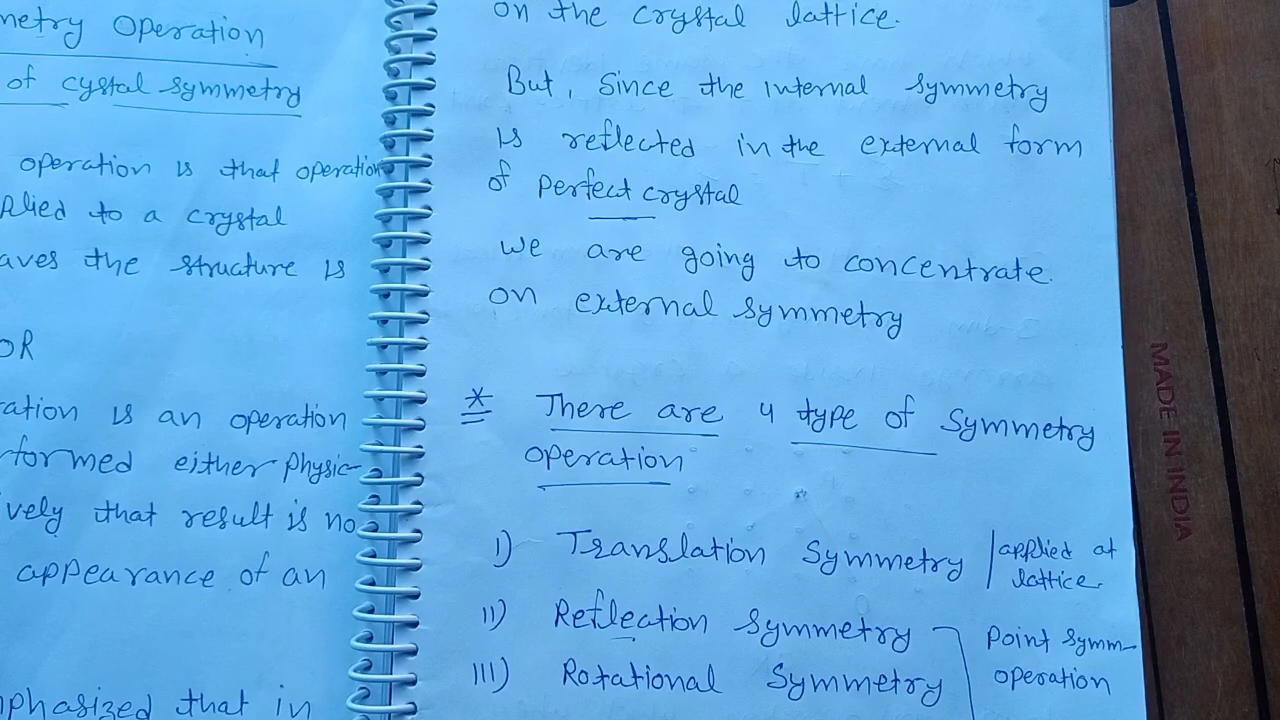 metry Operation
of cystal symmetry
operation is that operation
plied to a crystal
aves the structure is
OR
ration is an operation
formed either physic-
ively that result is no
appearance of an
phasized that in
on the crystal lattice.
But, Since the internal symmetry
is reflected in the external form
of perfect crystal
we are going to concentrate.
on external symmetry
* There are 4 type of Symmetry
operation
I) Translation Symmetry | applied at
lattice.
II) Reflection Symmetry Point Symm-
III) Rotational Symmetry operation
MADE IN INDIA